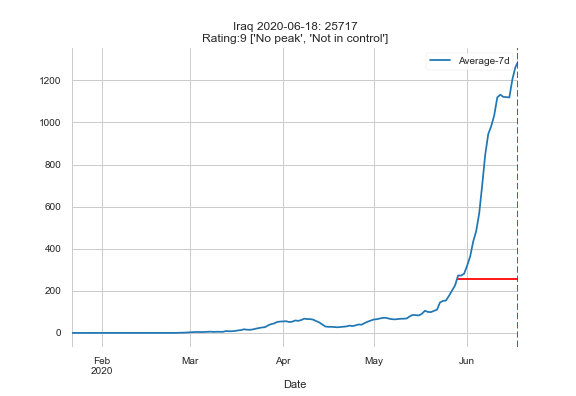 Iraq 2020-06-18: 25717
Rating:9 ['No peak', 'Not in control']
Average-7d
1200
1000
800
600
400
200
0
Feb Mar Apr May Jun
2020
Date